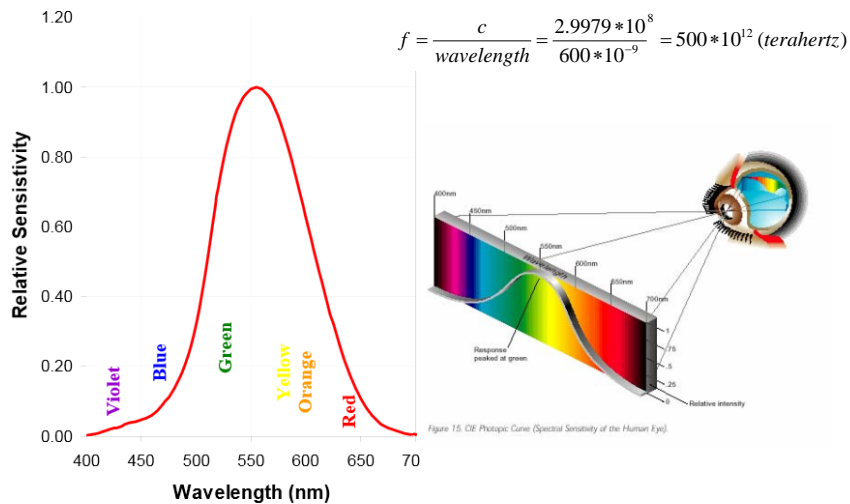 f = c / wavelength = 2.9979*10^8 / 600*10^-9 = 500*10^12 (terahertz)
1.20
1.00
0.80
0.60
0.40
0.20
0.00
Relative Sensistivity
Violet
Blue
Green
Yellow
Orange
Red
400
450
500
550
600
650
70
Wavelength (nm)
400nm
450nm
500nm
550nm
600nm
650nm
700nm
Wavelength
1
.75
.5
.25
0
Response
peaked at green
Relative intensity
Figure 15. CIE Photopic Curve (Spectral Sensitivity of the Human Eye).